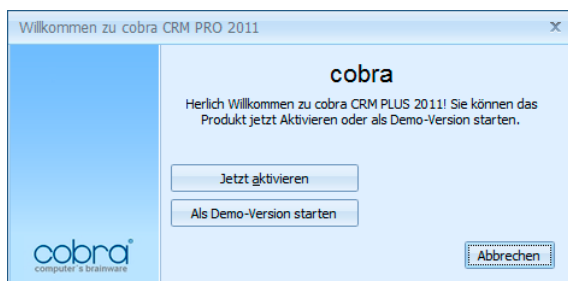 Willkommen zu cobra CRM PRO 2011
cobra
Herlich Willkommen zu cobra CRM PLUS 2011! Sie können das
Produkt jetzt Aktivieren oder als Demo-Version starten.
Jetzt aktivieren
Als Demo-Version starten
cobra®
computer's brainware
Abbrechen